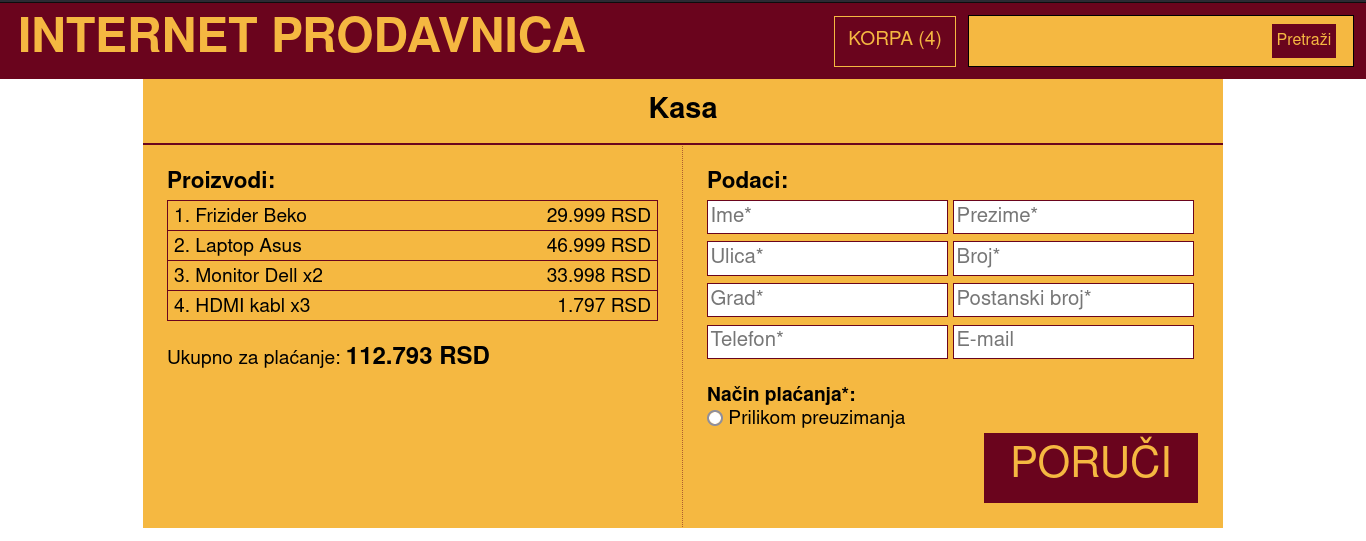 INTERNET PRODAVNICA
KORPA (4)
Pretraži
Kasa
Proizvodi:
1. Frizider Beko 29.999 RSD
2. Laptop Asus 46.999 RSD
3. Monitor Dell x2 33.998 RSD
4. HDMI kabl x3 1.797 RSD
Ukupno za plaćanje: 112.793 RSD
Podaci:
Ime* Prezime*
Ulica* Broj*
Grad* Postanski broj*
Telefon* E-mail
Način plaćanja*:
Prilikom preuzimanja
PORUČI